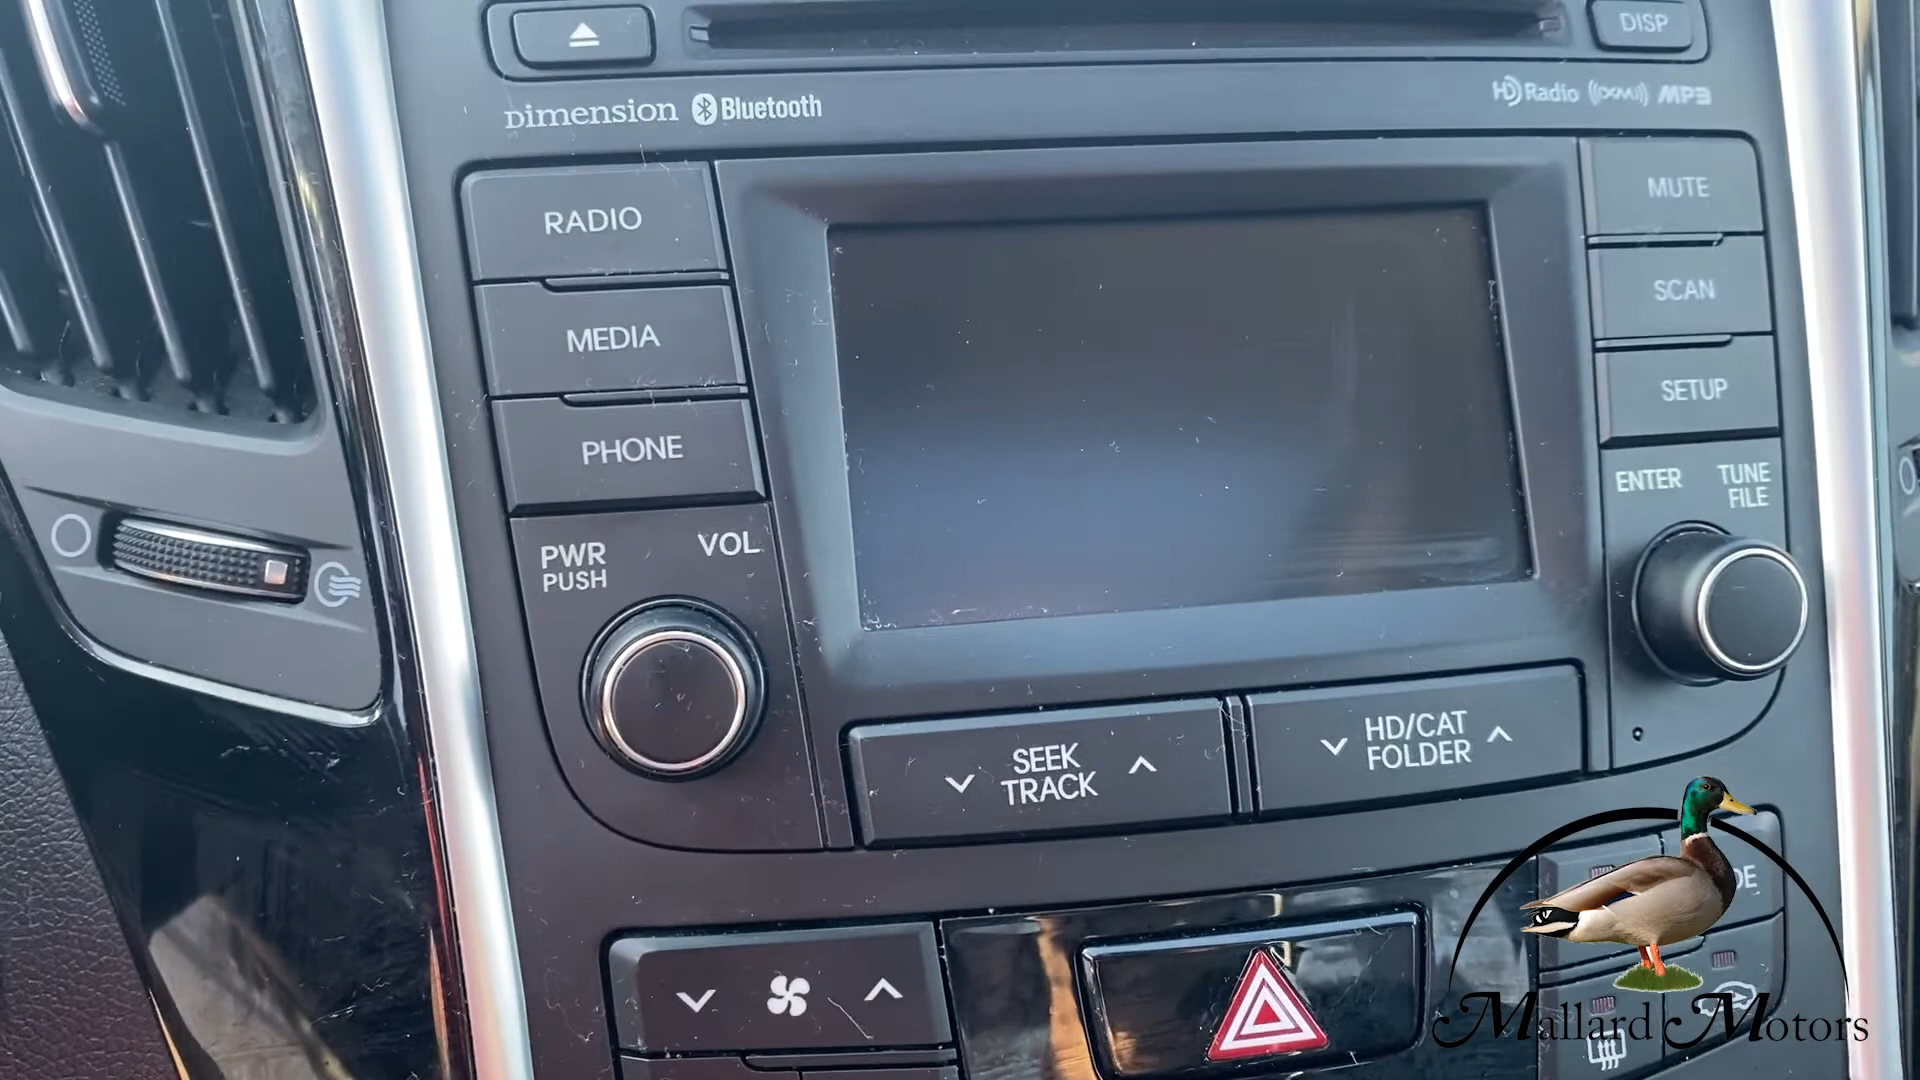 DISP
Dimension Bluetooth
HD Radio ((XM)) MP3
RADIO
MUTE
MEDIA
SCAN
PHONE
SETUP
PWR
PUSH
VOL
ENTER
TUNE
FILE
SEEK
TRACK
HD/CAT
FOLDER
Mallard Motors